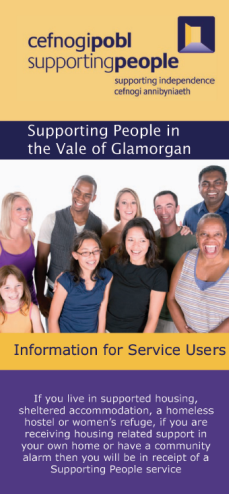 cefnogipobl
supportingpeople
supporting independence
cefnogi annibyniaeth
Supporting People in
the Vale of Glamorgan
Information for Service Users
If you live in supported housing,
sheltered accommodation, a homeless
hostel or women's refuge, if you are
receiving housing related support in
your own home or have a community
alarm then you will be in receipt of a
Supporting People service